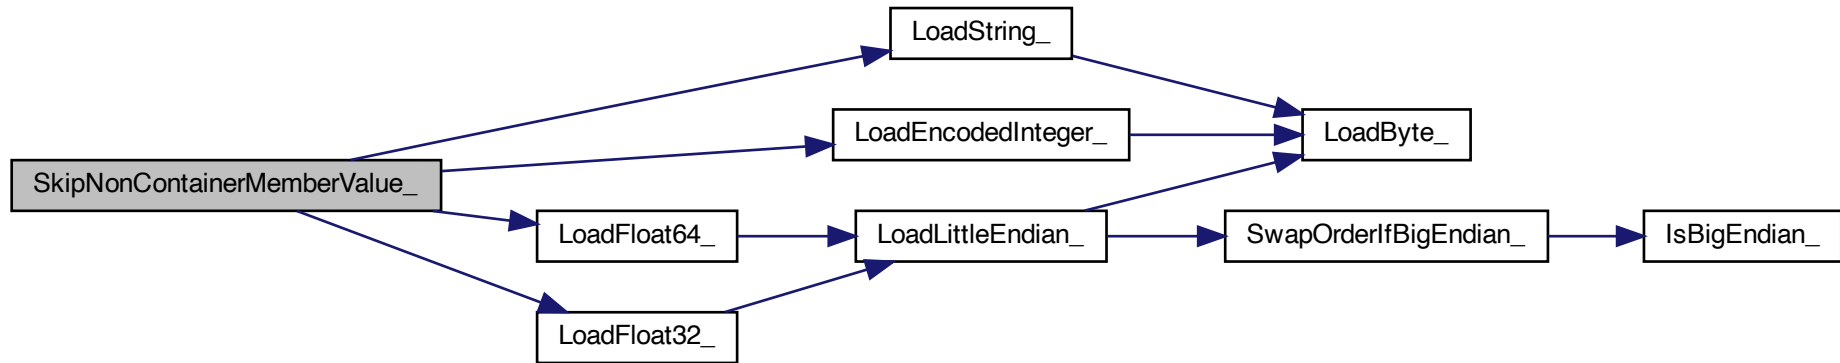 LoadString_
LoadEncodedInteger_
LoadByte_
SkipNonContainerMemberValue_
LoadFloat64_
LoadLittleEndian_
SwapOrderIfBigEndian_
IsBigEndian_
LoadFloat32_